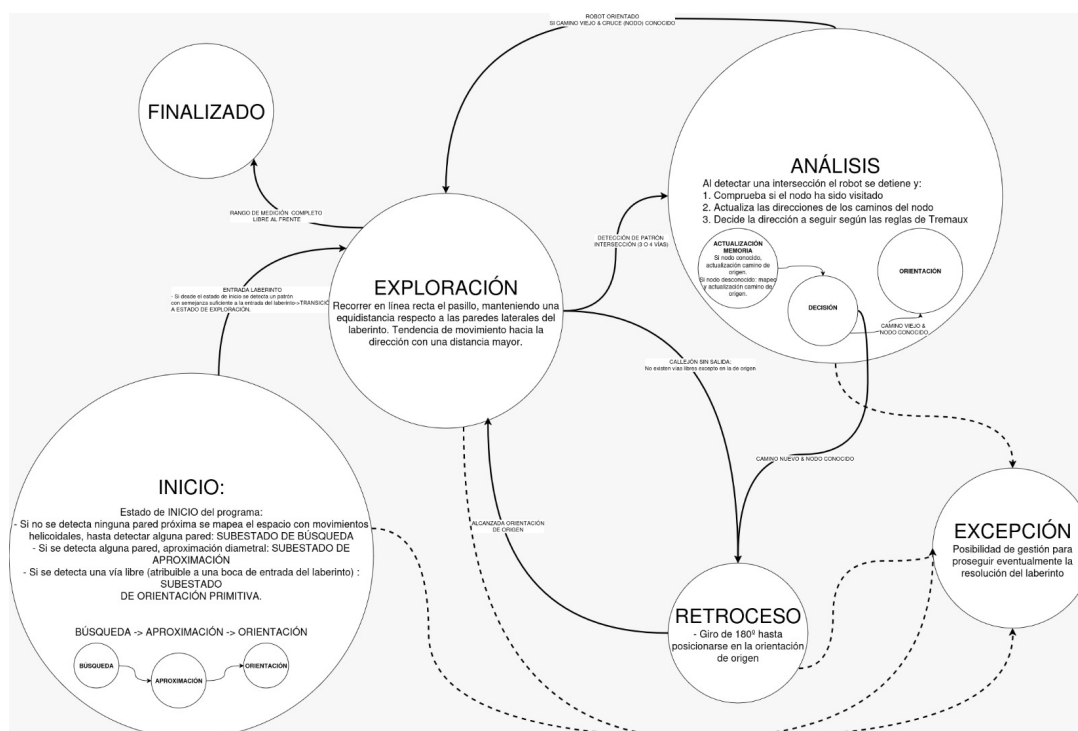 ROBOT ORIENTADO
SI CAMINO VIEJO & CRUCE (NODO) CONOCIDO
FINALIZADO
RANGO DE MEDICIÓN COMPLETO
LIBRE AL FRENTE
ANÁLISIS
Al detectar una intersección el robot se detiene y:
1. Comprueba si el nodo ha sido visitado
2. Actualiza las direcciones de los caminos del nodo
3. Decide la dirección a seguir según las reglas de Tremaux
ACTUALIZACIÓN
MEMORIA
Si nodo conocido,
actualización camino de
origen.
Si nodo desconocido: mapeo
y actualización camino de
origen.
DECISIÓN
ORIENTACIÓN
CAMINO VIEJO &
NODO CONOCIDO
DETECCIÓN DE PATRÓN
INTERSECCIÓN (3 O 4 VÍAS)
EXPLORACIÓN
Recorrer en línea recta el pasillo, manteniendo una
equidistancia respecto a las paredes laterales del
laberinto. Tendencia de movimiento hacia la
dirección con una distancia mayor.
ENTRADA LABERINTO
- Si desde el estado de inicio se detecta un patrón
con semejanza suficiente a la entrada del laberinto->TRANSICIÓ
A ESTADO DE EXPLORACIÓN.
CALLEJÓN SIN SALIDA:
No existen vías libres excepto en la de origen
CAMINO NUEVO & NODO CONOCIDO
INICIO:
Estado de INICIO del programa:
- Si no se detecta ninguna pared próxima se mapea el espacio con movimientos
helicoidales, hasta detectar alguna pared: SUBESTADO DE BÚSQUEDA
- Si se detecta alguna pared, aproximación diametral: SUBESTADO DE
APROXIMACIÓN
- Si se detecta una vía libre (atribuible a una boca de entrada del laberinto) :
SUBESTADO
DE ORIENTACIÓN PRIMITIVA.
BÚSQUEDA -> APROXIMACIÓN -> ORIENTACIÓN
BÚSQUEDA
APROXIMACIÓN
ORIENTACIÓN
ALCANZADA ORIENTACIÓN
DE ORIGEN
RETROCESO
- Giro de 180º hasta
posicionarse en la orientación
de origen
EXCEPCIÓN
Posibilidad de gestión para
proseguir eventualmente la
resolución del laberinto